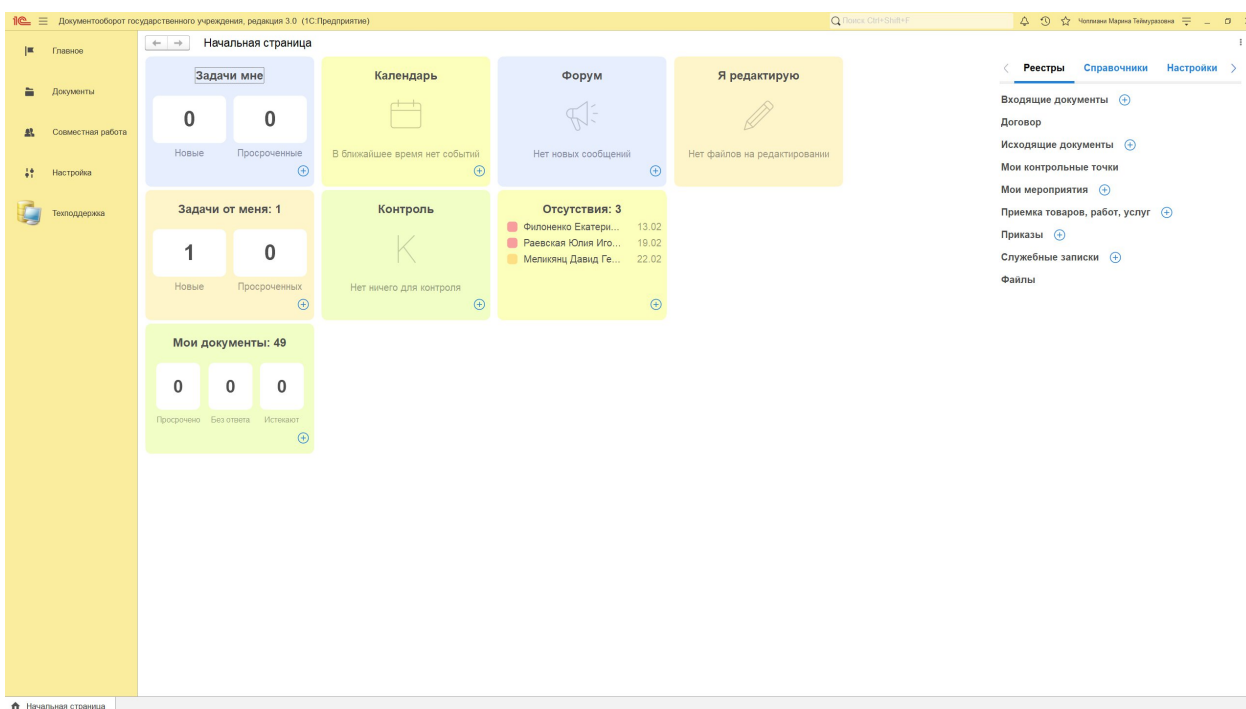 1С Документооборот государственного учреждения, редакция 3.0 (1С:Предприятие)
Поиск Ctrl+Shift+F
Чоплиани Марина Теймуразовна
Главное
Документы
Совместная работа
Настройка
Техподдержка
Начальная страница
Задачи мне
0 0
Новые Просроченные
Календарь
В ближайшее время нет событий
Форум
Нет новых сообщений
Я редактирую
Нет файлов на редактировании
Задачи от меня: 1
1 0
Новые Просроченных
Контроль
К
Нет ничего для контроля
Отсутствия: 3
Филоненко Екатери... 13.02
Раевская Юлия Иго... 19.02
Меликянц Давид Ге... 22.02
Мои документы: 49
0 0 0
Просрочено Без ответа Истекают
Реестры Справочники Настройки
Входящие документы
Договор
Исходящие документы
Мои контрольные точки
Мои мероприятия
Приемка товаров, работ, услуг
Приказы
Служебные записки
Файлы
Начальная страница